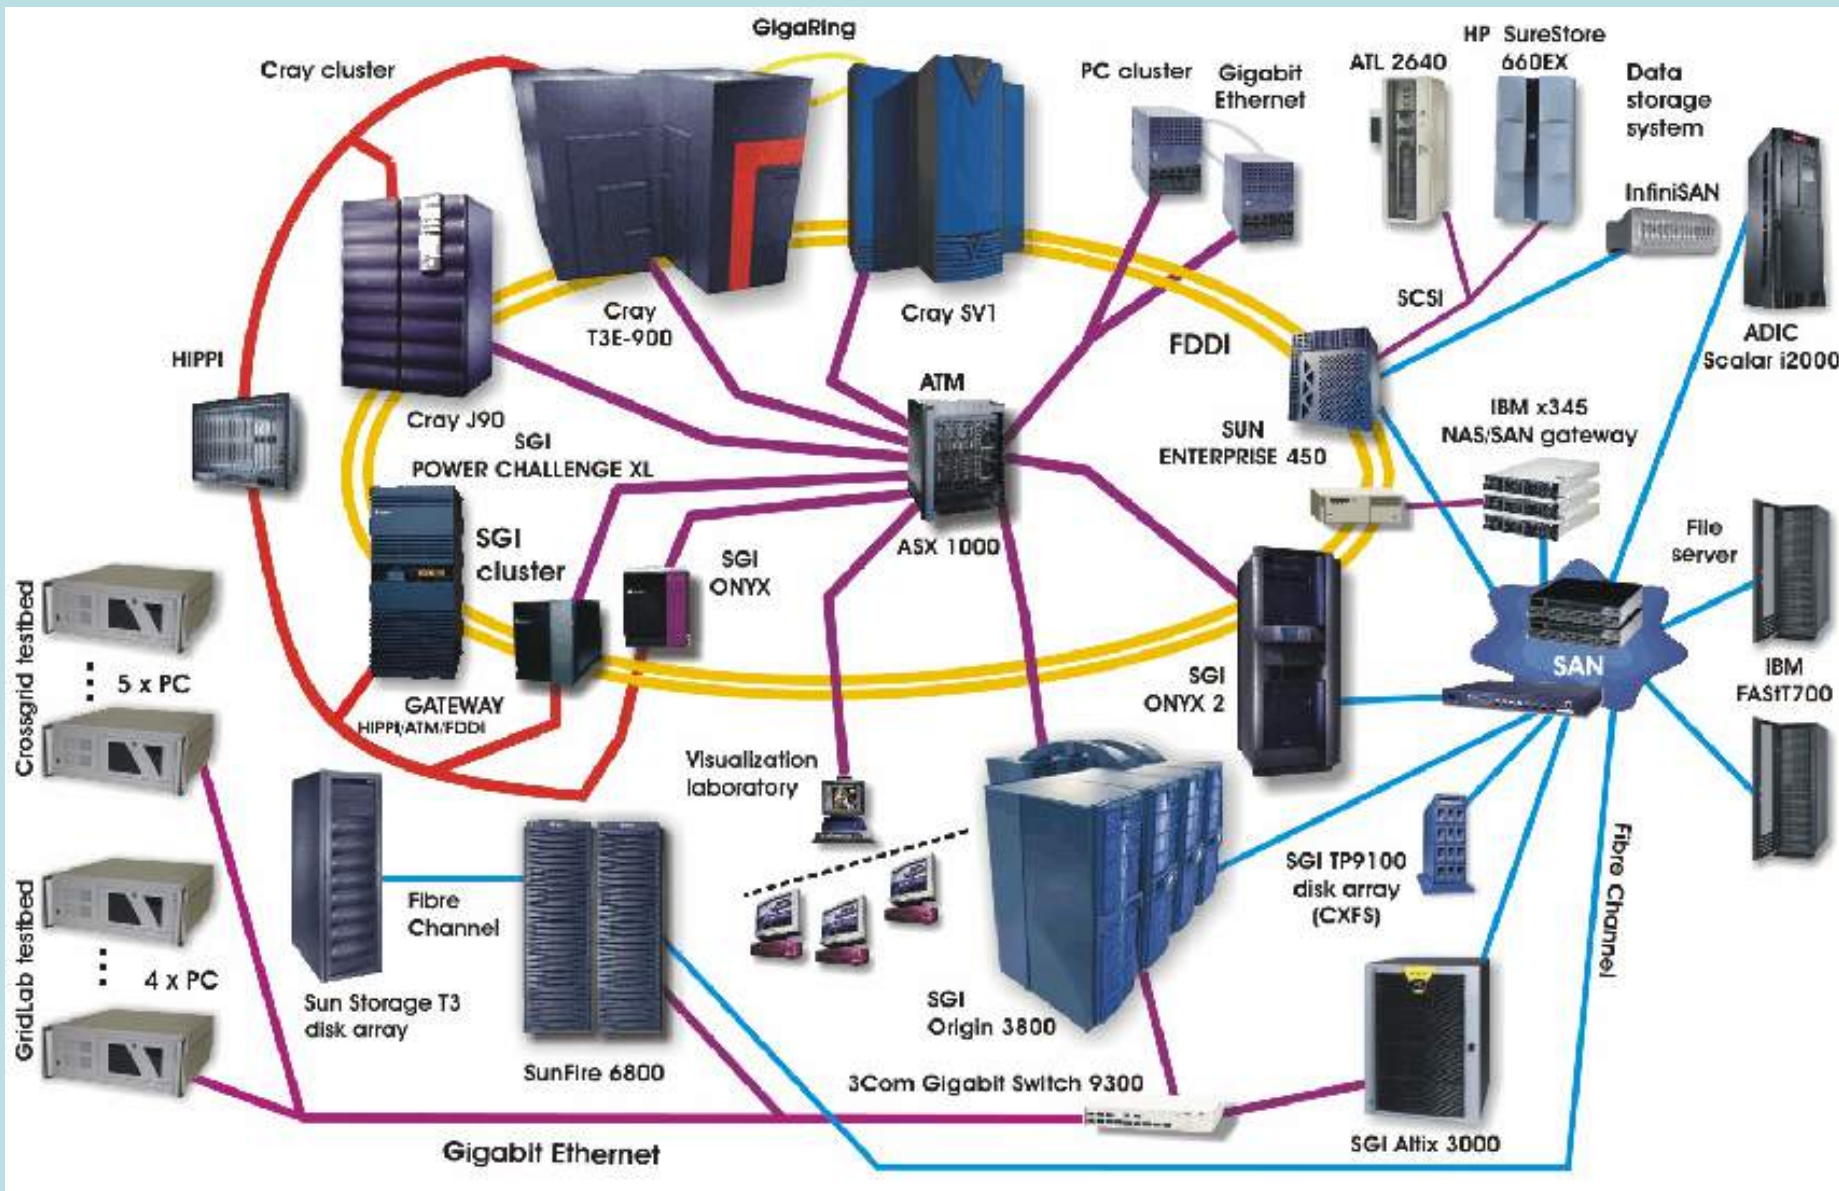 GigaRing
Cray cluster
PC cluster
Gigabit
Ethernet
ATL 2640
HP SureStore
660EX
Data
storage
system
InfiniSAN
SCSI
ADIC
Scalar i2000
Cray
T3E-900
Cray SV1
FDDI
HIPPI
ATM
Cray J90
SGI
POWER CHALLENGE XL
SUN
ENTERPRISE 450
IBM x345
NAS/SAN gateway
SGI
cluster
ASX 1000
SGI
ONYX
File
server
Crossgrid testbed
5 x PC
SAN
IBM
FAStT700
SGI
ONYX 2
GATEWAY
HIPPI/ATM/FDDI
Visualization
laboratory
Fibre Channel
SGI TP9100
disk array
(CXFS)
GridLab testbed
4 x PC
Fibre
Channel
Sun Storage T3
disk array
SunFire 6800
SGI
Origin 3800
3Com Gigabit Switch 9300
SGI Altix 3000
Gigabit Ethernet